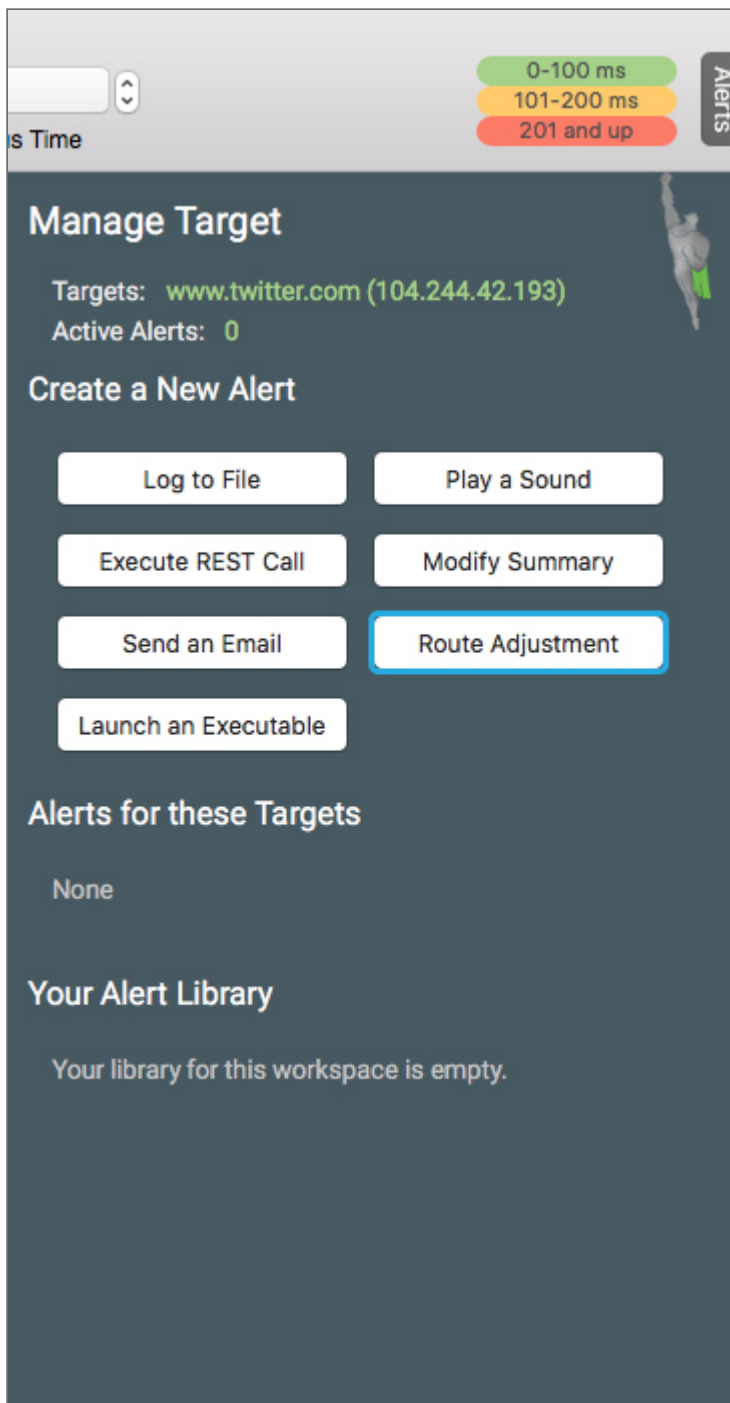 0-100 ms
101-200 ms
201 and up
Alerts
s Time
Manage Target
Targets: www.twitter.com (104.244.42.193)
Active Alerts: 0
Create a New Alert
Log to File Play a Sound
Execute REST Call Modify Summary
Send an Email Route Adjustment
Launch an Executable
Alerts for these Targets
None
Your Alert Library
Your library for this workspace is empty.